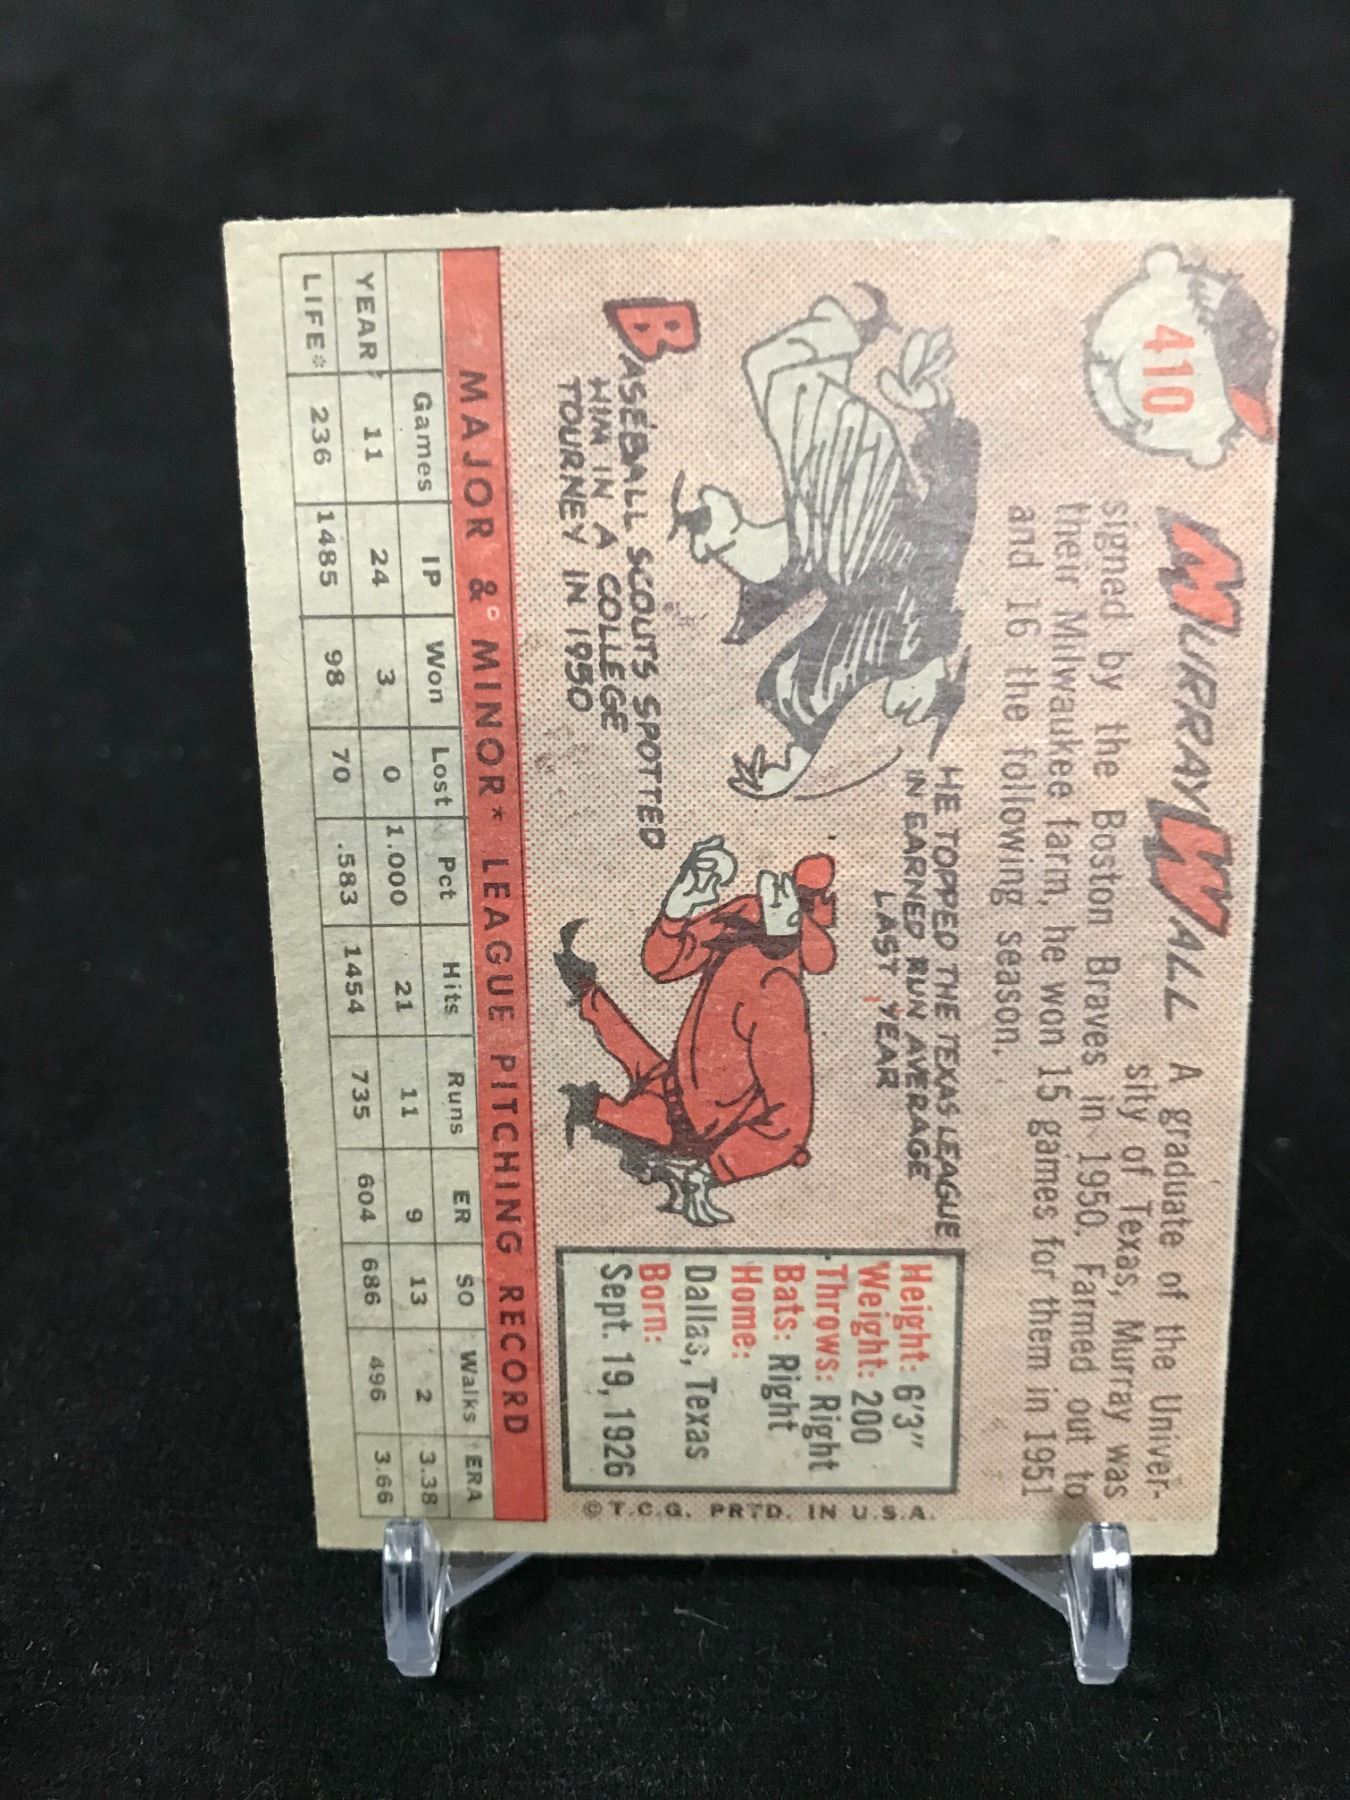 410
MURRAY WALL A graduate of the Univer-
sity of Texas, Murray was
signed by the Boston Braves in 1950. Farmed out to
their Milwaukee farm, he won 15 games for them in 1951
and 16 the following season.
HE TOPPED THE TEXAS LEAGUE
IN EARNED RUN AVERAGE
LAST YEAR
BASEBALL SCOUTS SPOTTED
HIM IN A COLLEGE
TOURNEY IN 1950
Height: 6'3"
Weight: 200
Throws: Right
Bats: Right
Home:
Dallas, Texas
Born:
Sept. 19, 1926
© T.C.G. PRTD. IN U.S.A.
MAJOR & MINOR* LEAGUE PITCHING RECORD
Games IP Won Lost Pct Hits Runs ER SO Walks ERA
YEAR 11 24 3 0 1.000 21 11 9 13 2 3.38
LIFE* 236 1485 98 70 .583 1454 735 604 686 496 3.66